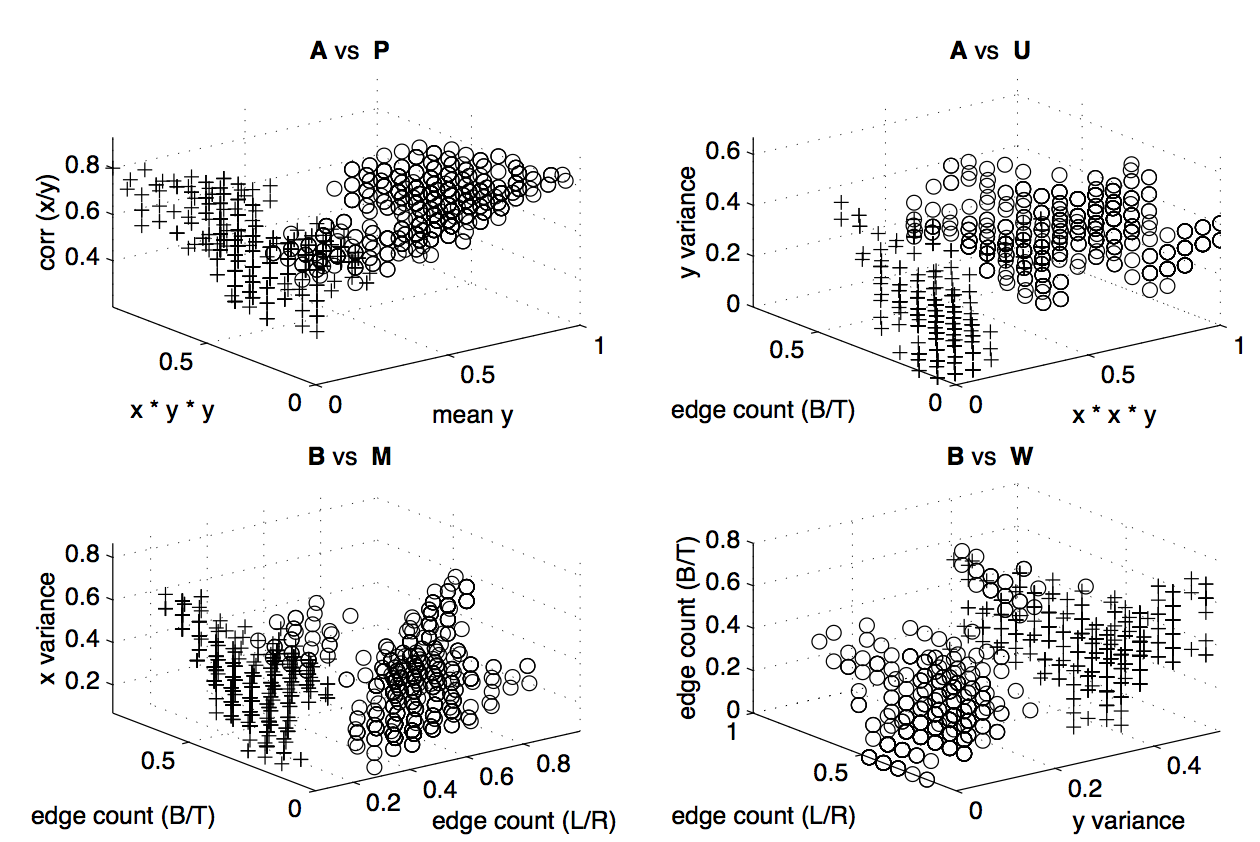 A vs P
corr (x/y)
0.8
0.6
0.4
0.5
0
x * y * y
0
0.5
1
mean y
A vs U
y variance
0.6
0.4
0.2
0
0.5
0
edge count (B/T)
0
0.5
1
x * x * y
B vs M
x variance
0.8
0.6
0.4
0.2
0.5
0
edge count (B/T)
0.2
0.4
0.6
0.8
edge count (L/R)
B vs W
edge count (B/T)
0.8
0.6
0.4
0.2
0
1
0.5
edge count (L/R)
0
0.2
0.4
y variance